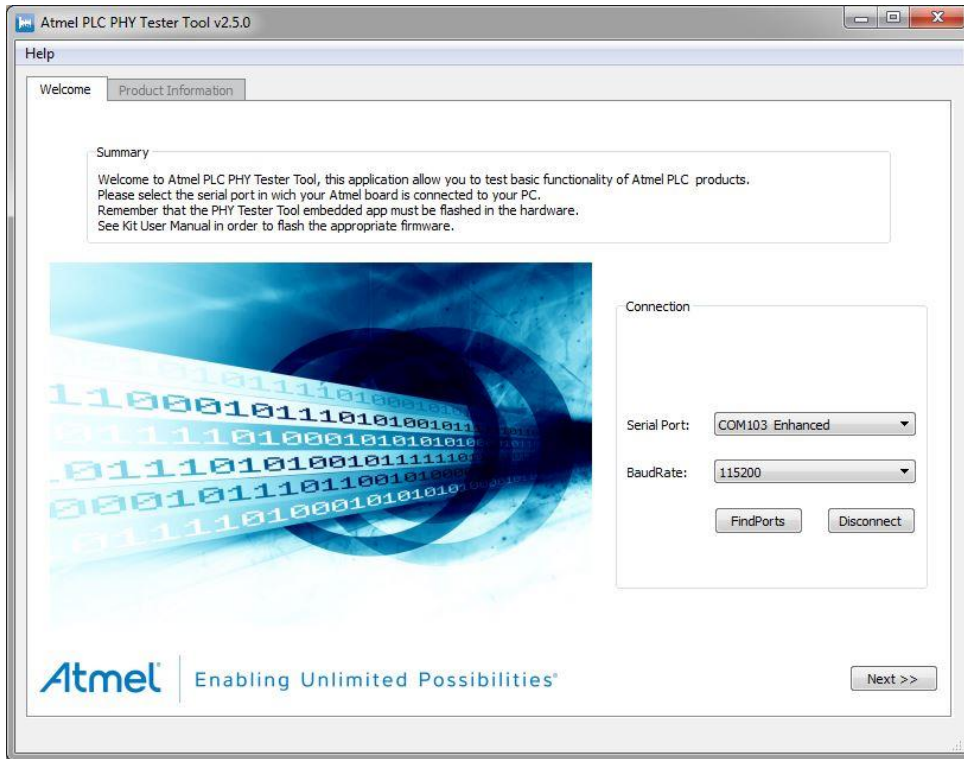 Atmel PLC PHY Tester Tool v2.5.0
Help
Welcome
Product Information
Summary
Welcome to Atmel PLC PHY Tester Tool, this application allow you to test basic functionality of Atmel PLC products.
Please select the serial port in wich your Atmel board is connected to your PC.
Remember that the PHY Tester Tool embedded app must be flashed in the hardware.
See Kit User Manual in order to flash the appropriate firmware.
Connection
Serial Port:
COM103 Enhanced
BaudRate:
115200
FindPorts
Disconnect
Atmel
Enabling Unlimited Possibilities®
Next >>